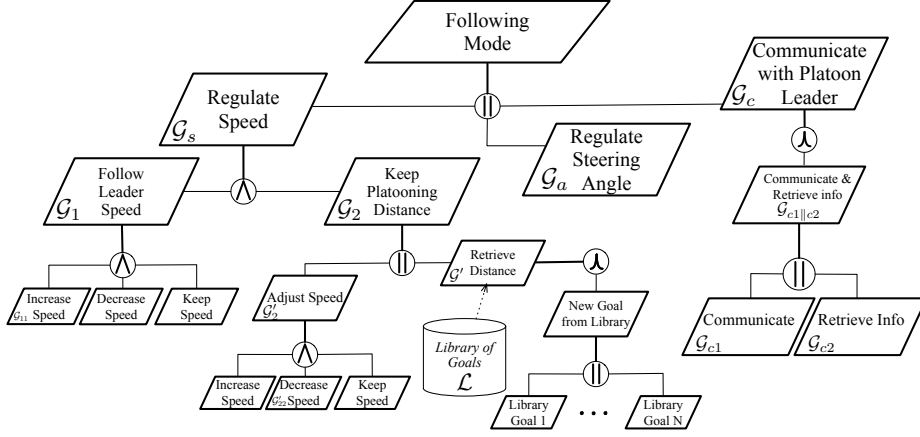 Following
Mode
||
Communicate
with Platoon
Leader
𝒢c
Regulate
Speed
𝒢s
Regulate
Steering
Angle
𝒢a
⋏
Follow
Leader
Speed
𝒢1
∧
Keep
Platooning
Distance
𝒢2
Communicate &
Retrieve info
𝒢c1∥c2
∧
||
Retrieve
Distance
𝒢′
⋏
||
Increase
𝒢11 Speed
Decrease
Speed
Keep
Speed
Adjust Speed
𝒢′2
New Goal
from Library
Communicate
𝒢c1
Retrieve Info
𝒢c2
Library of
Goals
ℒ
∧
||
Increase
Speed
Decrease
𝒢′22 Speed
Keep
Speed
Library
Goal 1
• • •
Library
Goal N